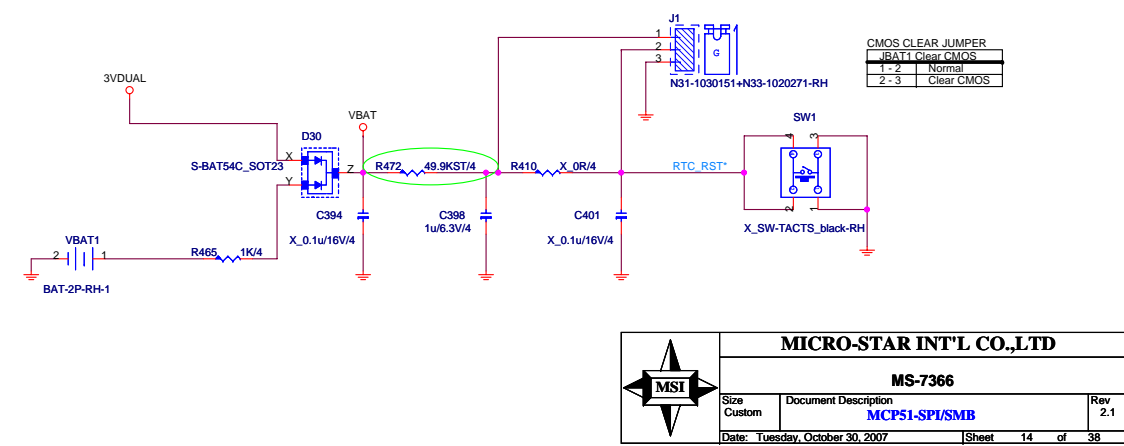 J1
1
2
3
G
N31-1030151+N33-1020271-RH
CMOS CLEAR JUMPER
JBAT1 Clear CMOS
1 - 2 Normal
2 - 3 Clear CMOS
3VDUAL
VBAT
D30
S-BAT54C_SOT23
X
Y
Z
R472 49.9KST/4
R410 X_0R/4
RTC_RST*
SW1
4
3
2
1
X_SW-TACTS_black-RH
C394
X_0.1u/16V/4
C398
1u/6.3V/4
C401
X_0.1u/16V/4
VBAT1
2
1
BAT-2P-RH-1
R465 1K/4
MSI
MICRO-STAR INT'L CO.,LTD
MS-7366
Size
Custom
Document Description
MCP51-SPI/SMB
Rev
2.1
Date: Tuesday, October 30, 2007
Sheet 14 of 38